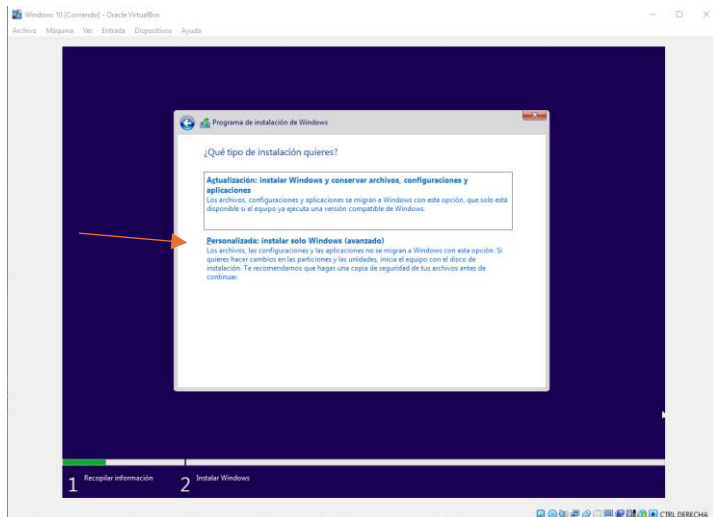 Windows 10 [Corriendo] - Oracle VirtualBox
Archivo Máquina Ver Entrada Dispositivos Ayuda
Programa de instalación de Windows
¿Qué tipo de instalación quieres?
Actualización: instalar Windows y conservar archivos, configuraciones y
aplicaciones
Los archivos, configuraciones y aplicaciones se migran a Windows con esta opción, que solo está
disponible si el equipo ya ejecuta una versión compatible de Windows.
Personalizada: instalar solo Windows (avanzado)
Los archivos, las configuraciones y las aplicaciones no se migran a Windows con esta opción. Si
quieres hacer cambios en las particiones y las unidades, inicia el equipo con el disco de
instalación. Te recomendamos que hagas una copia de seguridad de tus archivos antes de
continuar.
1 Recopilar información 2 Instalar Windows
CTRL DERECHA